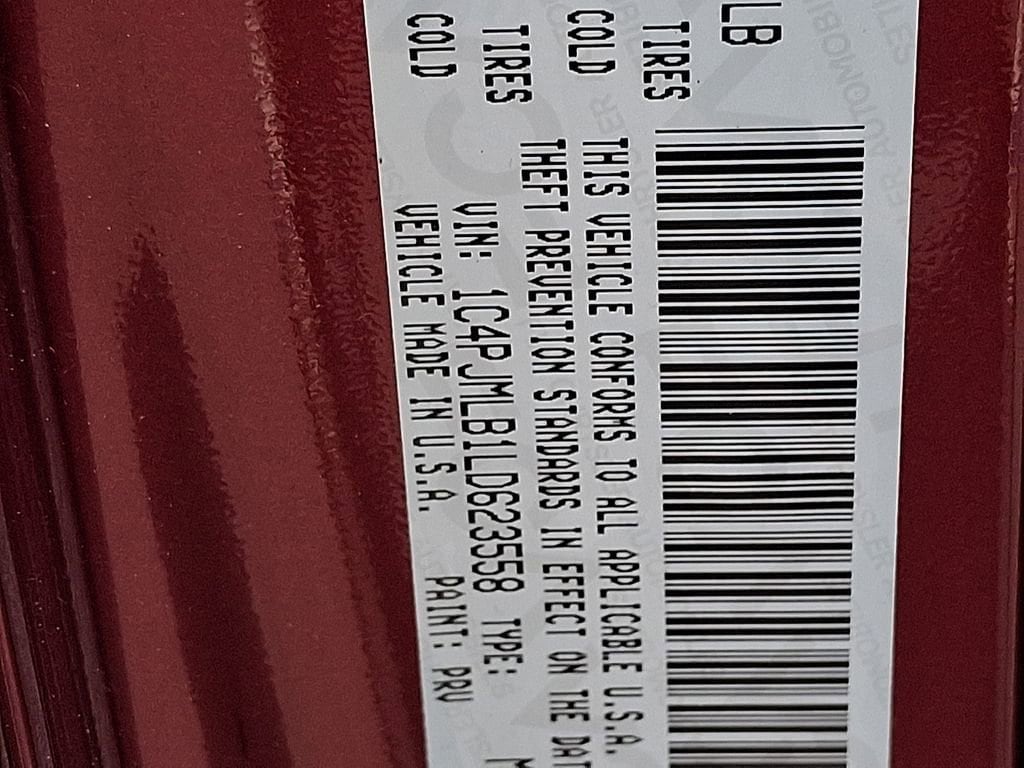 LB
TIRES
COLD
TIRES
COLD
THIS VEHICLE CONFORMS TO ALL APPLICABLE U.S.A.
THEFT PREVENTION STANDARDS IN EFFECT ON THE DAT
VIN: 1C4PJMLB1LD623558 TYPE:
VEHICLE MADE IN U.S.A. PAINT: PRV